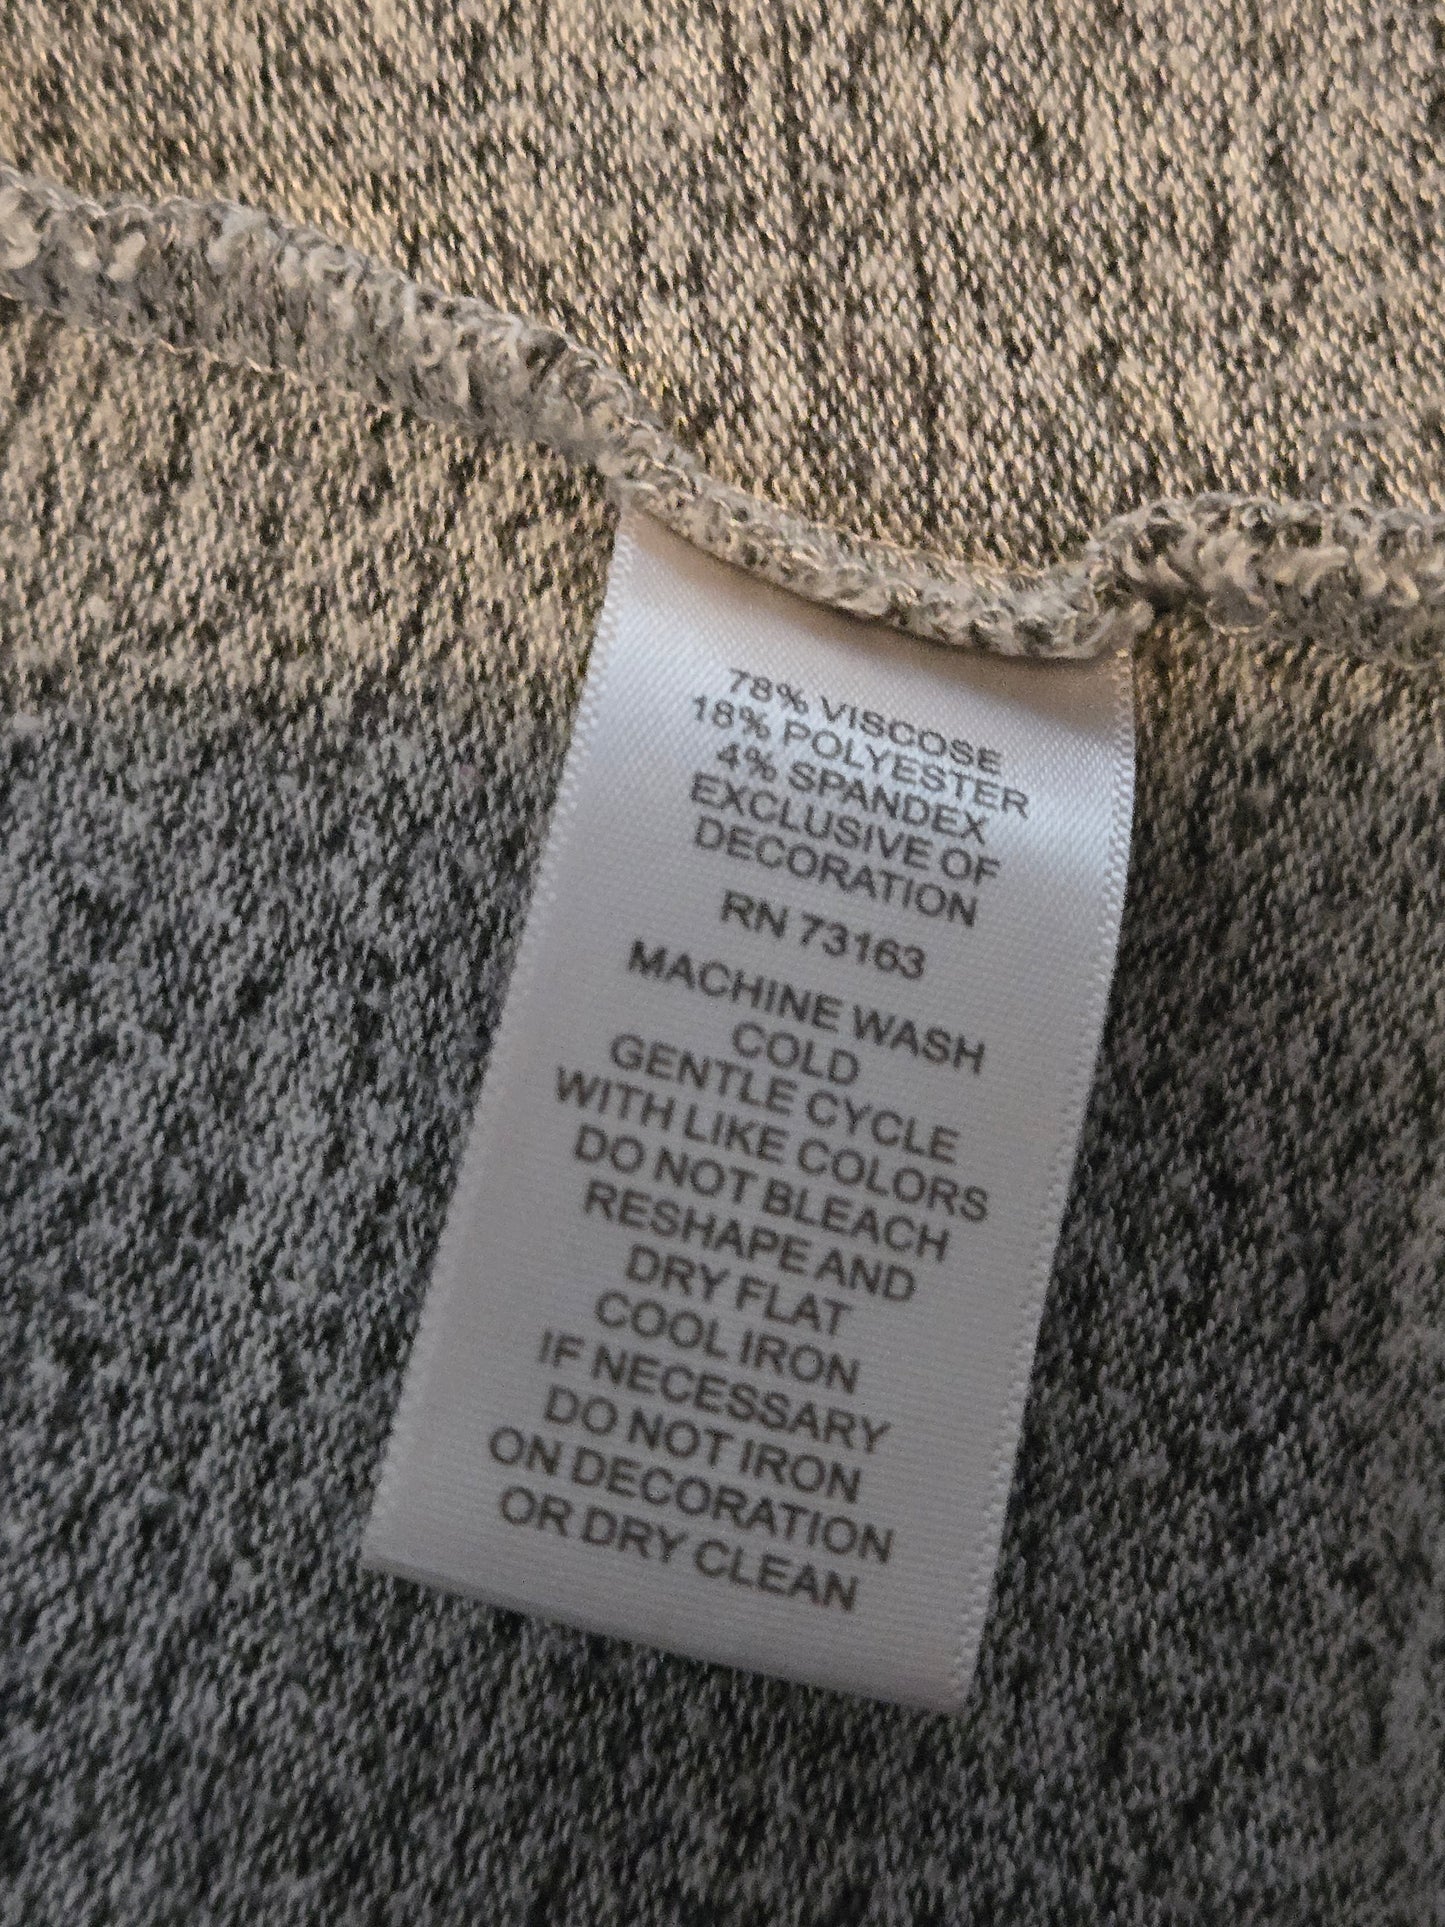 78% VISCOSE
18% POLYESTER
4% SPANDEX
EXCLUSIVE OF
DECORATION
RN 73163
MACHINE WASH
COLD
GENTLE CYCLE
WITH LIKE COLORS
DO NOT BLEACH
RESHAPE AND
DRY FLAT
COOL IRON
IF NECESSARY
DO NOT IRON
ON DECORATION
OR DRY CLEAN